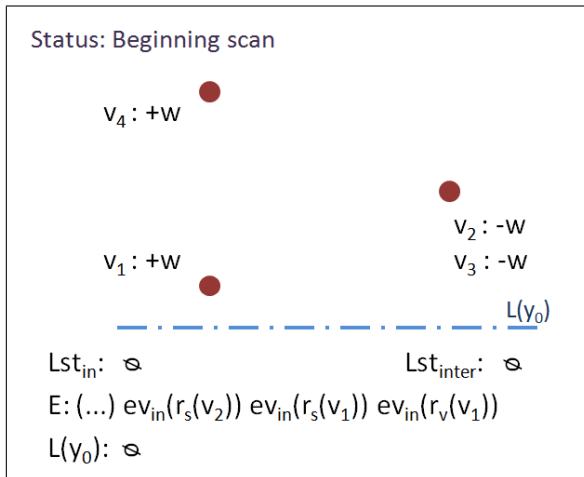 Status: Beginning scan
v₄ : +w
v₂ : -w
v₁ : +w
v₃ : -w
L(y₀)
Lstᵢₙ: ⦰ Lstᵢₙₜₑᵣ: ⦰
E: (...) evᵢₙ(rₛ(v₂)) evᵢₙ(rₛ(v₁)) evᵢₙ(rᵥ(v₁))
L(y₀): ⦰